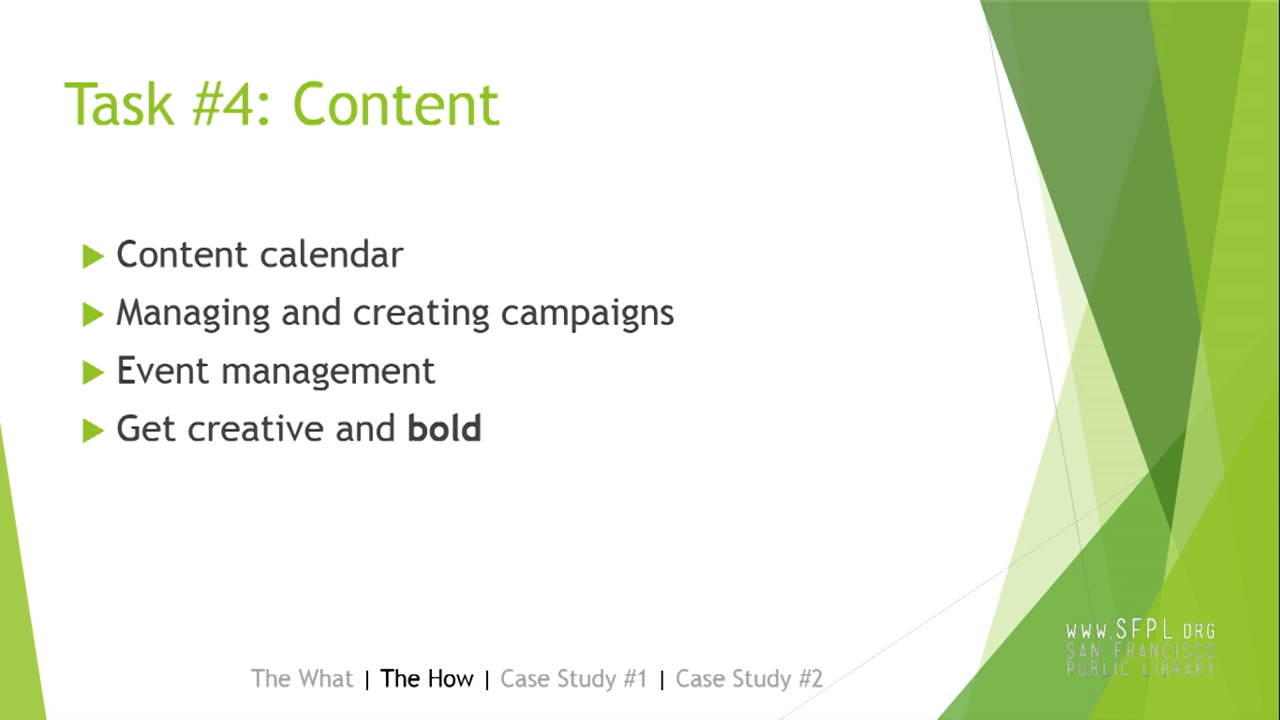 Task #4: Content
Content calendar
Managing and creating campaigns
Event management
Get creative and bold
The What | The How | Case Study #1 | Case Study #2
www.SFPL.ORG
SAN FRANCISCO
PUBLIC LIBRARY